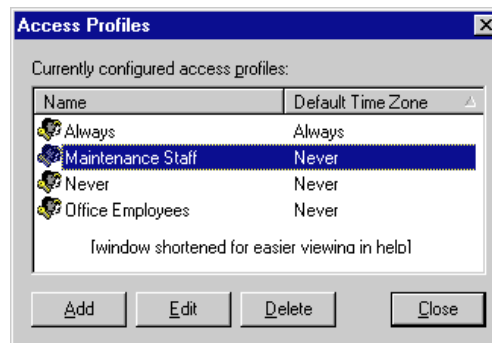 Access Profiles
Currently configured access profiles:
Name Default Time Zone
Always Always
Maintenance Staff Never
Never Never
Office Employees Never
[window shortened for easier viewing in help]
Add Edit Delete Close